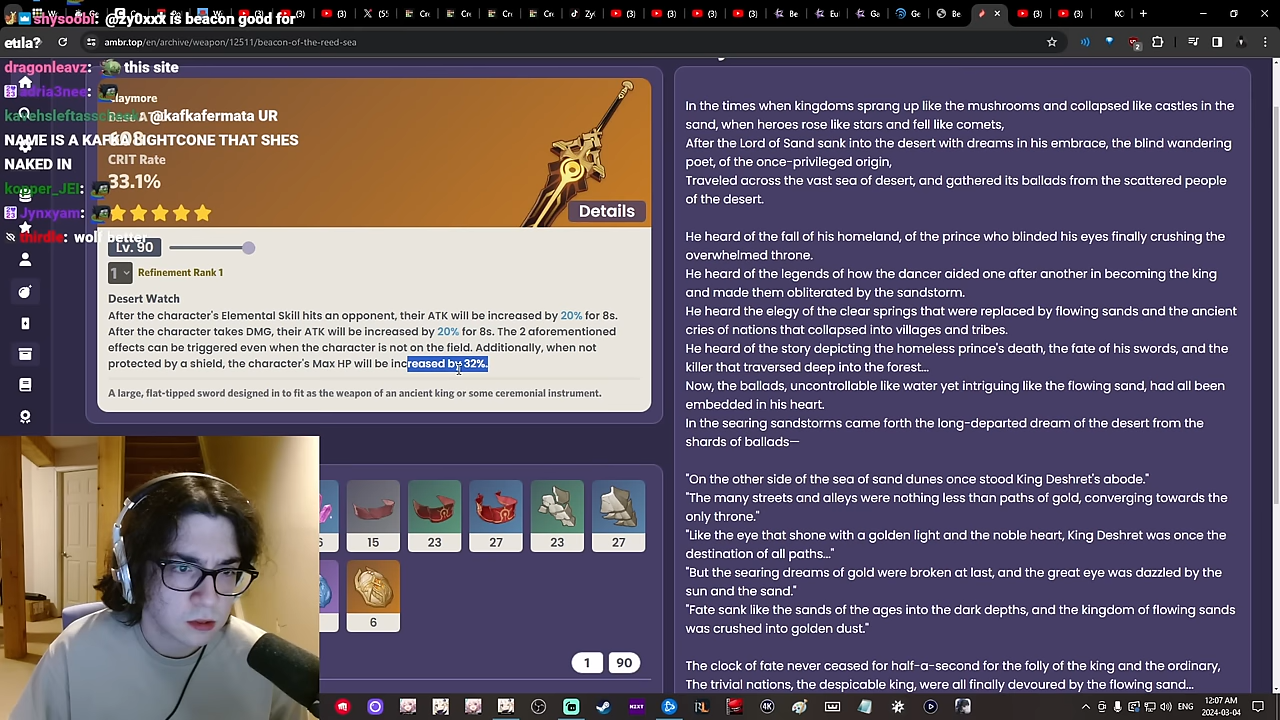 shysoobi: @zy0xxx is beacon good for
eula?
ambr.top/en/archive/weapon/12511/beacon-of-the-reed-sea
dragonleavz: this site
adria3nee:
@kafkafermata UR
NAME IS A KAFKA LIGHTCONE THAT SHES
NAKED IN
kopper_JEI:
Jynxyam:
thirdle: wolf better
608
CRIT Rate
33.1%
Details
Lv. 90
1
Refinement Rank 1
Desert Watch
After the character's Elemental Skill hits an opponent, their ATK will be increased by 20% for 8s.
After the character takes DMG, their ATK will be increased by 20% for 8s. The 2 aforementioned
effects can be triggered even when the character is not on the field. Additionally, when not
protected by a shield, the character's Max HP will be increased by 32%.
A large, flat-tipped sword designed in to fit as the weapon of an ancient king or some ceremonial instrument.
15
23
27
23
27
6
1
90
In the times when kingdoms sprang up like the mushrooms and collapsed like castles in the
sand, when heroes rose like stars and fell like comets,
After the Lord of Sand sank into the desert with dreams in his embrace, the blind wandering
poet, of the once-privileged origin,
Traveled across the vast sea of desert, and gathered its ballads from the scattered people
of the desert.
He heard of the fall of his homeland, of the prince who blinded his eyes finally crushing the
overwhelmed throne.
He heard of the legends of how the dancer aided one after another in becoming the king
and made them obliterated by the sandstorm.
He heard the elegy of the clear springs that were replaced by flowing sands and the ancient
cries of nations that collapsed into villages and tribes.
He heard of the story depicting the homeless prince's death, the fate of his swords, and the
killer that traversed deep into the forest...
Now, the ballads, uncontrollable like water yet intriguing like the flowing sand, had all been
embedded in his heart.
In the searing sandstorms came forth the long-departed dream of the desert from the
shards of ballads—
"On the other side of the sea of sand dunes once stood King Deshret's abode."
"The many streets and alleys were nothing less than paths of gold, converging towards the
only throne."
"Like the eye that shone with a golden light and the noble heart, King Deshret was once the
destination of all paths..."
"But the searing dreams of gold were broken at last, and the great eye was dazzled by the
sun and the sand."
"Fate sank like the sands of the ages into the dark depths, and the kingdom of flowing sands
was crushed into golden dust."
The clock of fate never ceased for half-a-second for the folly of the king and the ordinary,
The trivial nations, the despicable king, were all finally devoured by the flowing sand...
ENG
12:07 AM
2024-03-04